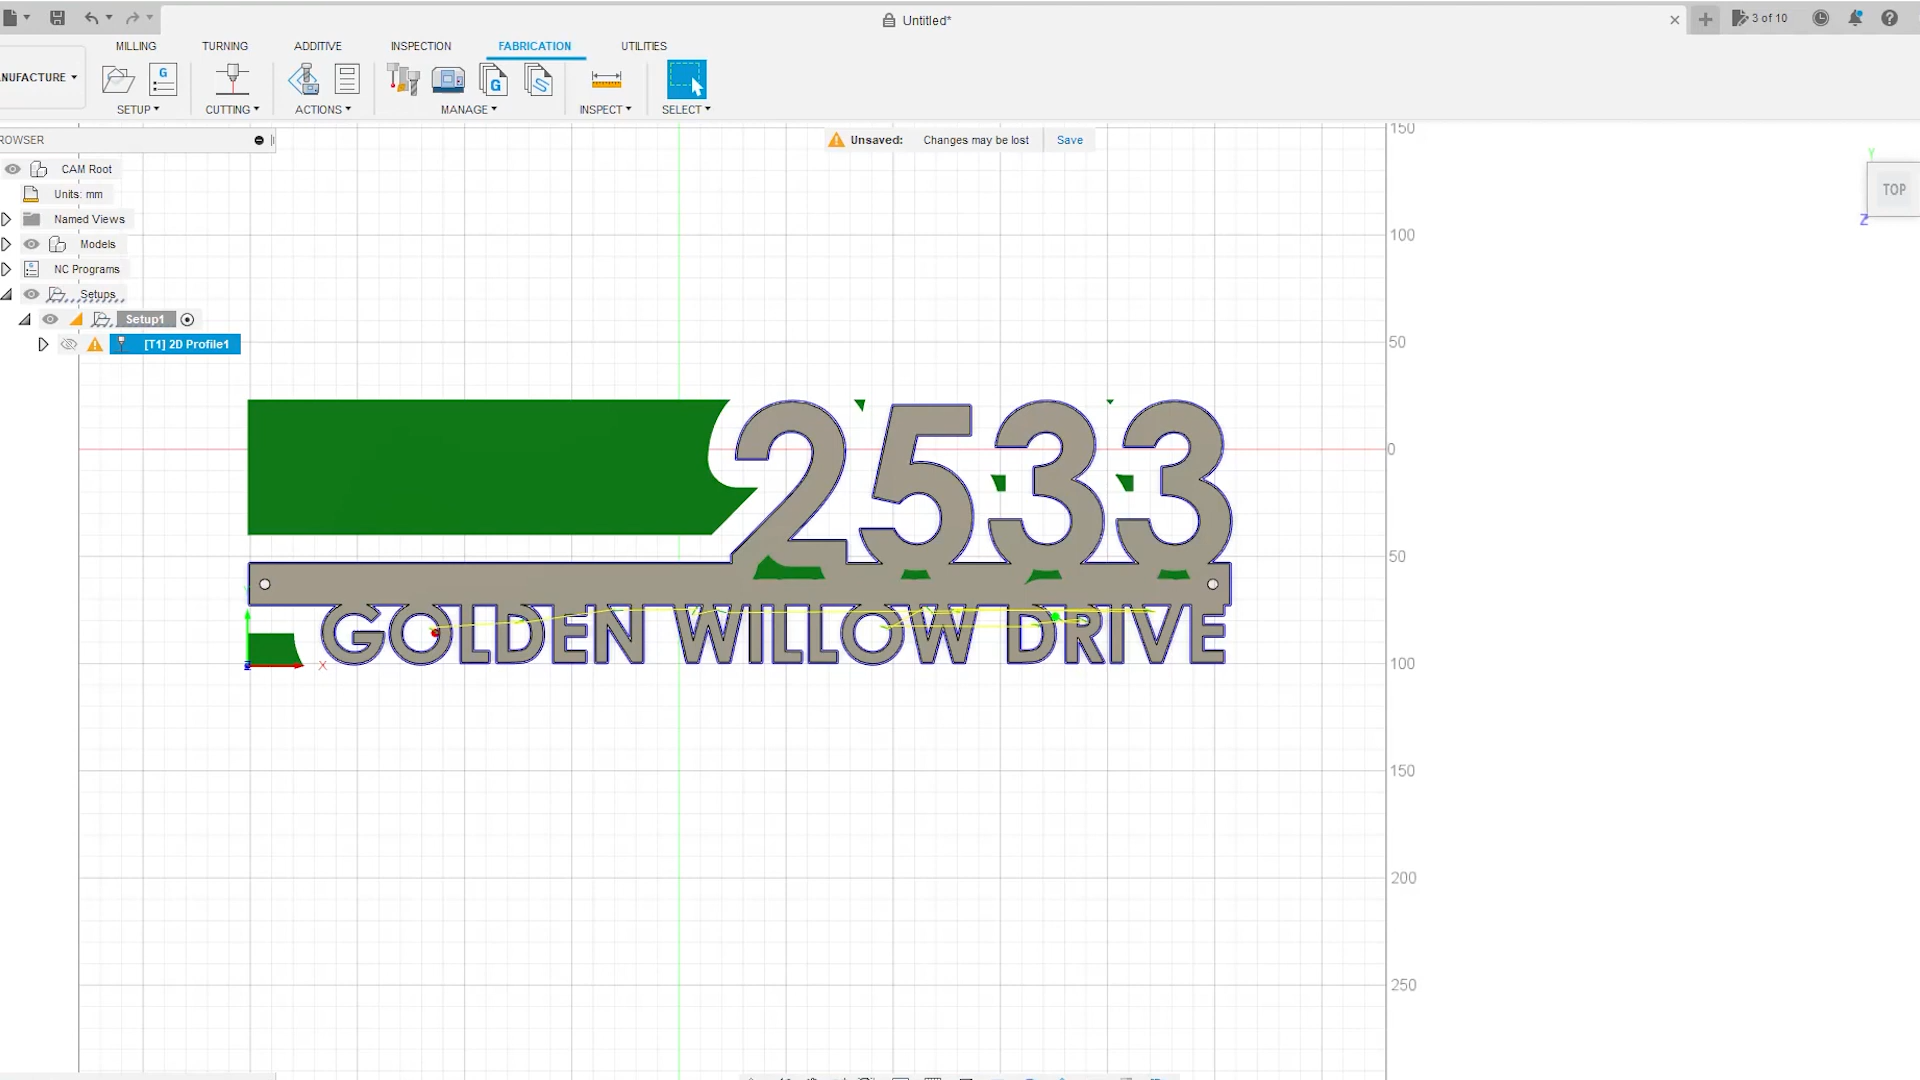 Untitled*
3 of 10
MILLING TURNING ADDITIVE INSPECTION FABRICATION UTILITIES
NUFACTURE
G G
SETUP CUTTING ACTIONS MANAGE INSPECT SELECT
ROWSER
Unsaved: Changes may be lost Save
CAM Root
Units: mm
Named Views
Models
NC Programs
Setups
Setup1
[T1] 2D Profile1
Y
TOP
Z
150
100
50
0
50
100
150
200
250
2533
GOLDEN WILLOW DRIVE
X